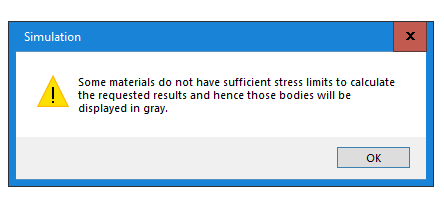 Simulation
x
Some materials do not have sufficient stress limits to calculate
the requested results and hence those bodies will be
displayed in gray.
OK